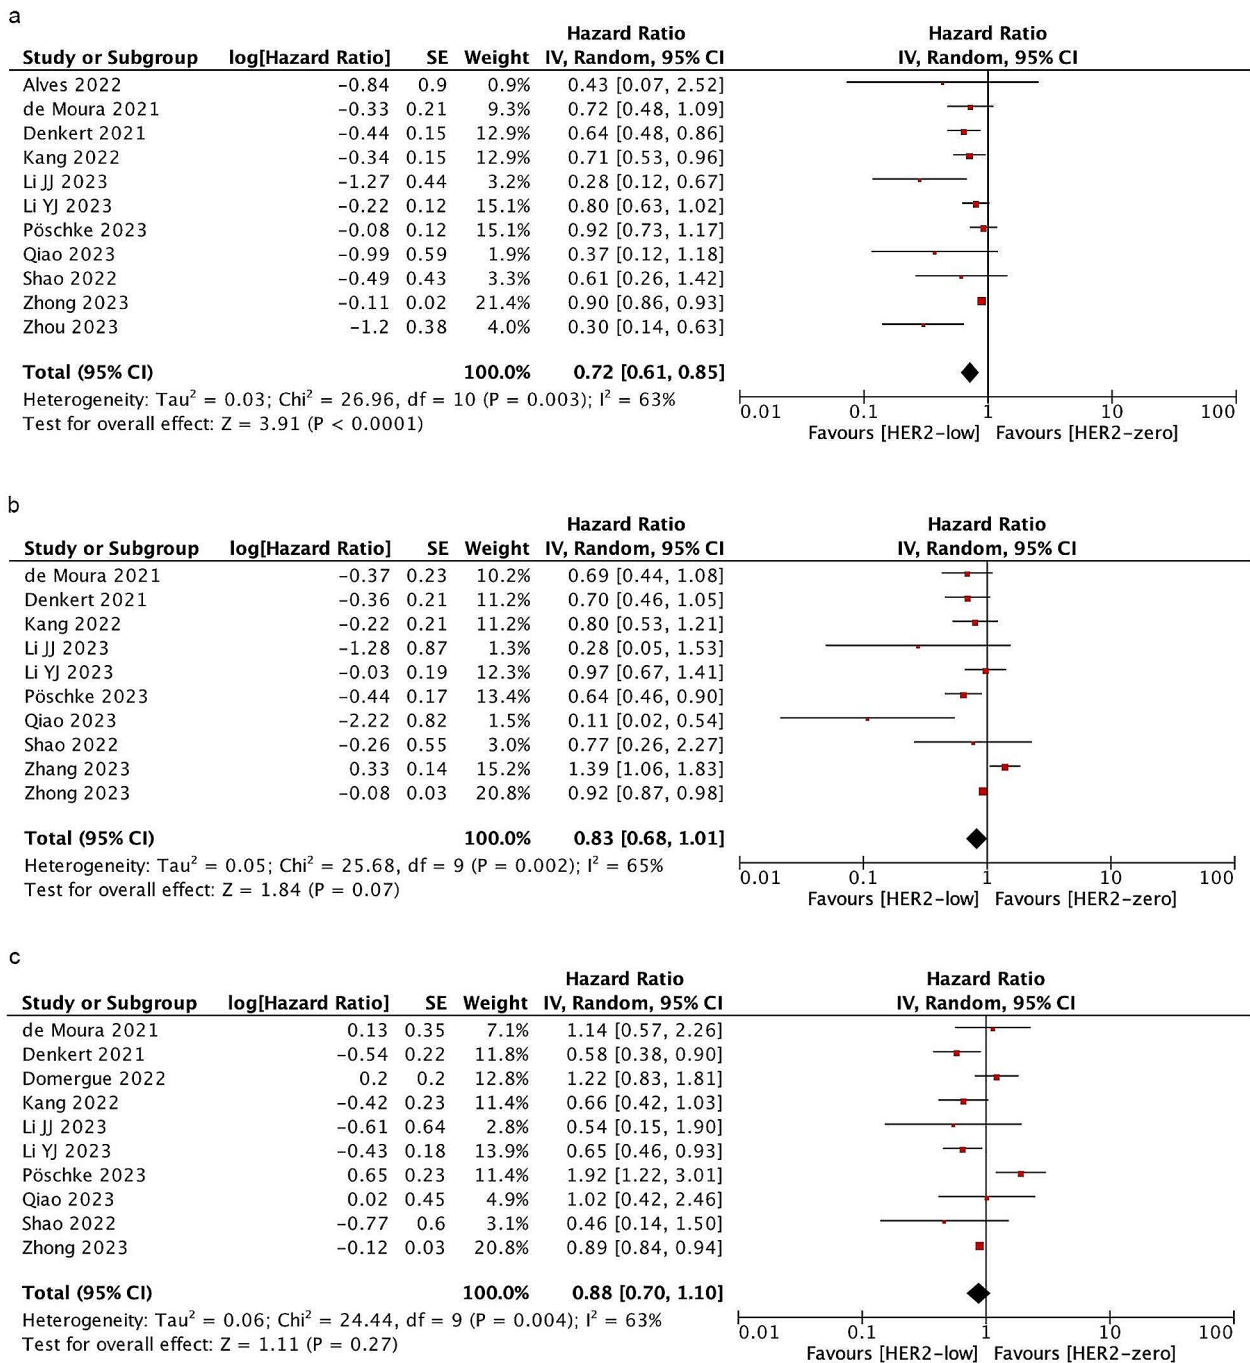 a
Hazard Ratio Hazard Ratio
Study or Subgroup log[Hazard Ratio] SE Weight IV, Random, 95% CI IV, Random, 95% CI
Alves 2022 −0.84 0.9 0.9% 0.43 [0.07, 2.52]
de Moura 2021 −0.33 0.21 9.3% 0.72 [0.48, 1.09]
Denkert 2021 −0.44 0.15 12.9% 0.64 [0.48, 0.86]
Kang 2022 −0.34 0.15 12.9% 0.71 [0.53, 0.96]
Li JJ 2023 −1.27 0.44 3.2% 0.28 [0.12, 0.67]
Li YJ 2023 −0.22 0.12 15.1% 0.80 [0.63, 1.02]
Pöschke 2023 −0.08 0.12 15.1% 0.92 [0.73, 1.17]
Qiao 2023 −0.99 0.59 1.9% 0.37 [0.12, 1.18]
Shao 2022 −0.49 0.43 3.3% 0.61 [0.26, 1.42]
Zhong 2023 −0.11 0.02 21.4% 0.90 [0.86, 0.93]
Zhou 2023 −1.2 0.38 4.0% 0.30 [0.14, 0.63]
Total (95% CI) 100.0% 0.72 [0.61, 0.85]
Heterogeneity: Tau² = 0.03; Chi² = 26.96, df = 10 (P = 0.003); I² = 63%
Test for overall effect: Z = 3.91 (P < 0.0001)
0.01 0.1 1 10 100
Favours [HER2−low] Favours [HER2−zero]
b
Hazard Ratio Hazard Ratio
Study or Subgroup log[Hazard Ratio] SE Weight IV, Random, 95% CI IV, Random, 95% CI
de Moura 2021 −0.37 0.23 10.2% 0.69 [0.44, 1.08]
Denkert 2021 −0.36 0.21 11.2% 0.70 [0.46, 1.05]
Kang 2022 −0.22 0.21 11.2% 0.80 [0.53, 1.21]
Li JJ 2023 −1.28 0.87 1.3% 0.28 [0.05, 1.53]
Li YJ 2023 −0.03 0.19 12.3% 0.97 [0.67, 1.41]
Pöschke 2023 −0.44 0.17 13.4% 0.64 [0.46, 0.90]
Qiao 2023 −2.22 0.82 1.5% 0.11 [0.02, 0.54]
Shao 2022 −0.26 0.55 3.0% 0.77 [0.26, 2.27]
Zhang 2023 0.33 0.14 15.2% 1.39 [1.06, 1.83]
Zhong 2023 −0.08 0.03 20.8% 0.92 [0.87, 0.98]
Total (95% CI) 100.0% 0.83 [0.68, 1.01]
Heterogeneity: Tau² = 0.05; Chi² = 25.68, df = 9 (P = 0.002); I² = 65%
Test for overall effect: Z = 1.84 (P = 0.07)
0.01 0.1 1 10 100
Favours [HER2−low] Favours [HER2−zero]
c
Hazard Ratio Hazard Ratio
Study or Subgroup log[Hazard Ratio] SE Weight IV, Random, 95% CI IV, Random, 95% CI
de Moura 2021 0.13 0.35 7.1% 1.14 [0.57, 2.26]
Denkert 2021 −0.54 0.22 11.8% 0.58 [0.38, 0.90]
Domergue 2022 0.2 0.2 12.8% 1.22 [0.83, 1.81]
Kang 2022 −0.42 0.23 11.4% 0.66 [0.42, 1.03]
Li JJ 2023 −0.61 0.64 2.8% 0.54 [0.15, 1.90]
Li YJ 2023 −0.43 0.18 13.9% 0.65 [0.46, 0.93]
Pöschke 2023 0.65 0.23 11.4% 1.92 [1.22, 3.01]
Qiao 2023 0.02 0.45 4.9% 1.02 [0.42, 2.46]
Shao 2022 −0.77 0.6 3.1% 0.46 [0.14, 1.50]
Zhong 2023 −0.12 0.03 20.8% 0.89 [0.84, 0.94]
Total (95% CI) 100.0% 0.88 [0.70, 1.10]
Heterogeneity: Tau² = 0.06; Chi² = 24.44, df = 9 (P = 0.004); I² = 63%
Test for overall effect: Z = 1.11 (P = 0.27)
0.01 0.1 1 10 100
Favours [HER2−low] Favours [HER2−zero]